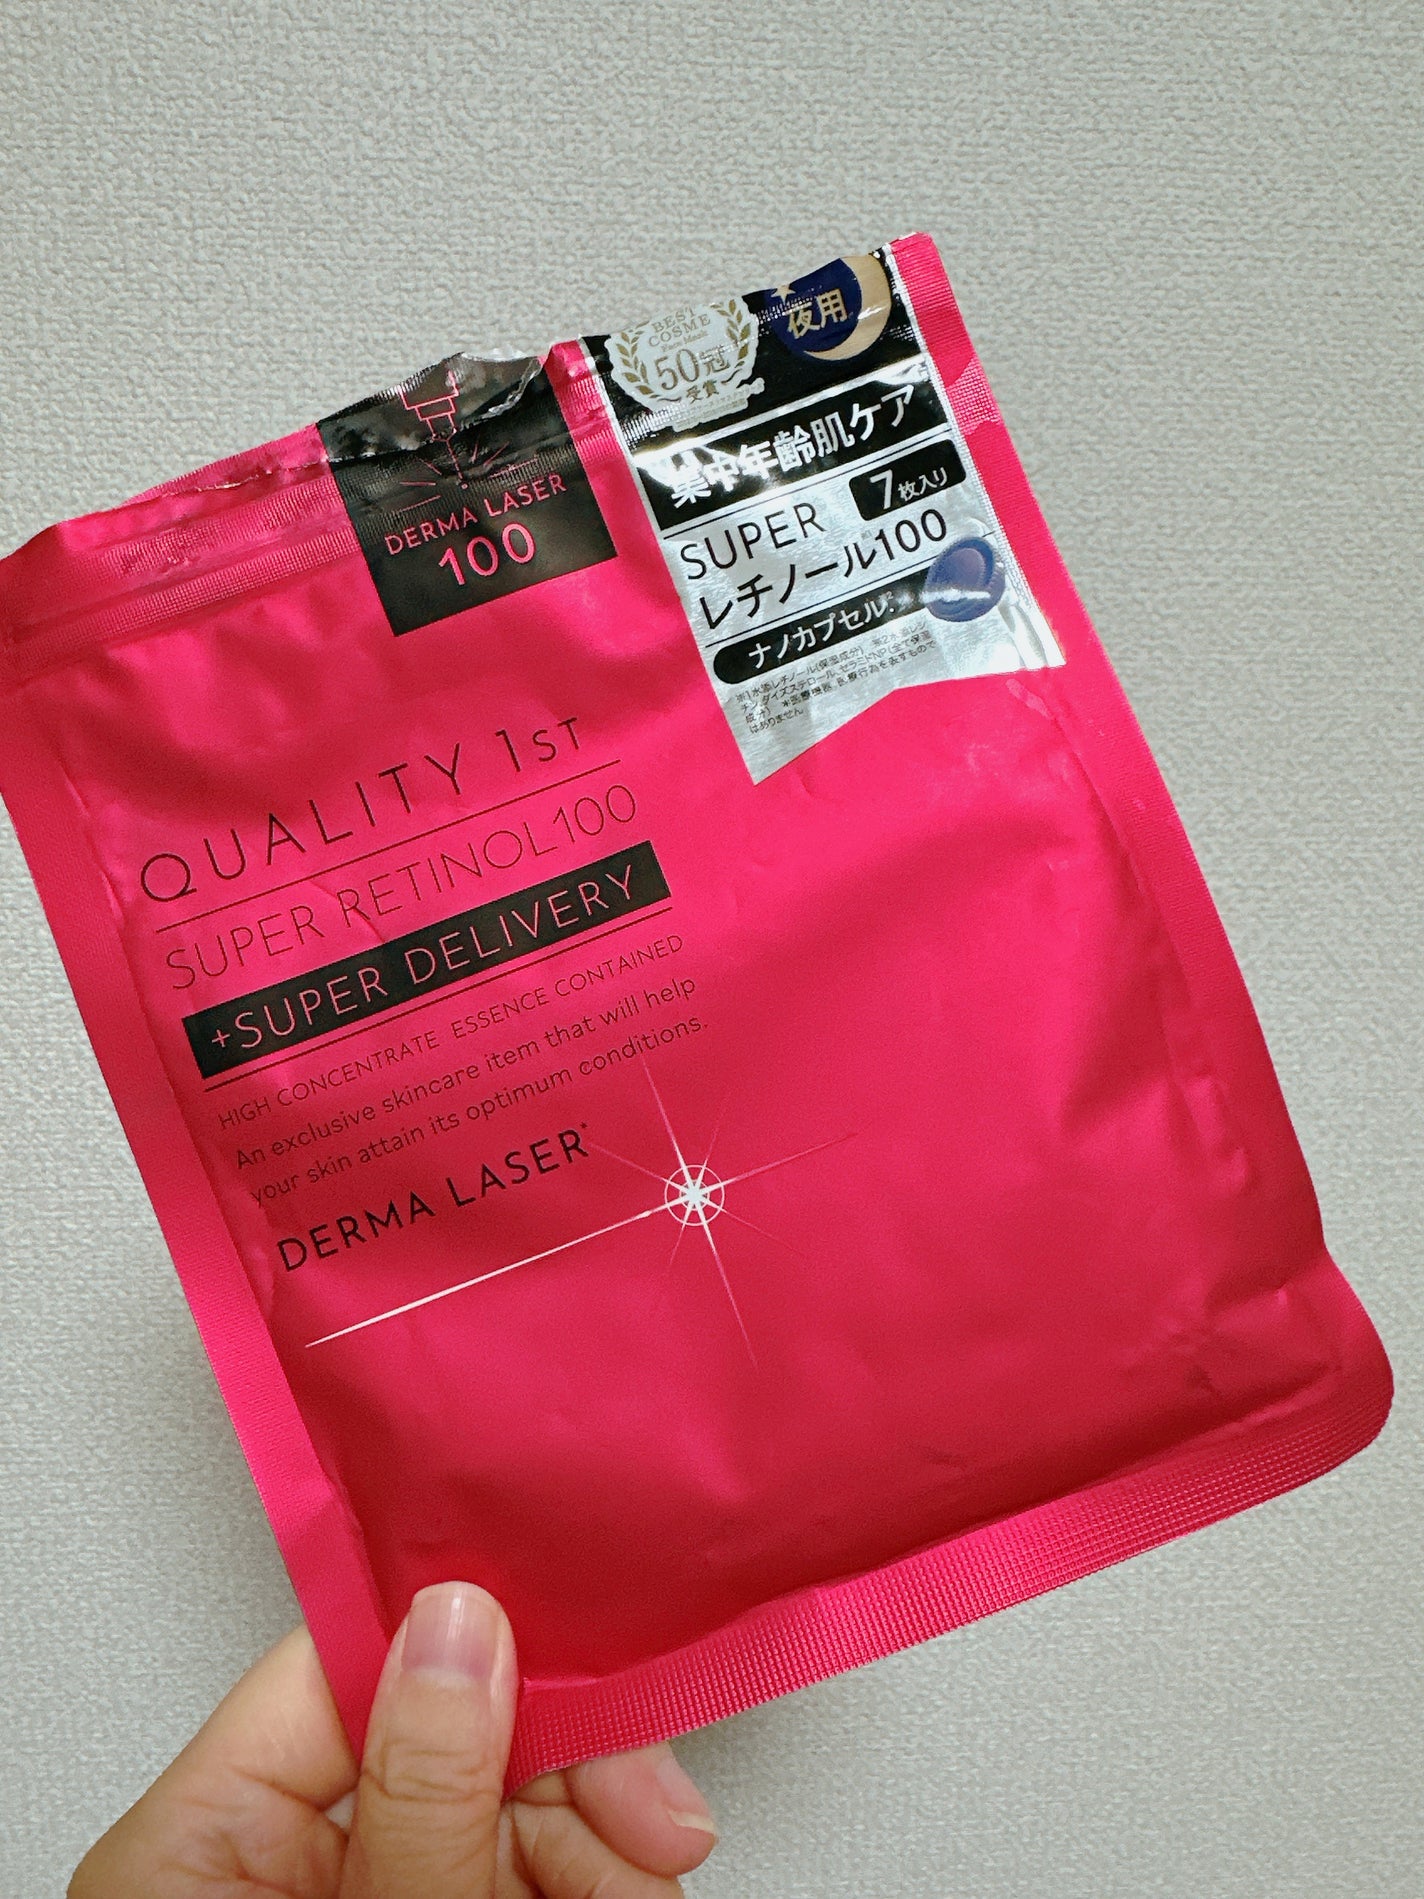 BEST
COSME
Face Mask
50冠
受賞
夜用
集中年齢肌ケア
7枚入り
SUPER
レチノール100
ナノカプセル
DERMA LASER
100
QUALITY 1ST
SUPER RETINOL100
+SUPER DELIVERY
HIGH CONCENTRATE ESSENCE CONTAINED
An exclusive skincare item that will help
your skin attain its optimum conditions.
DERMA LASER*